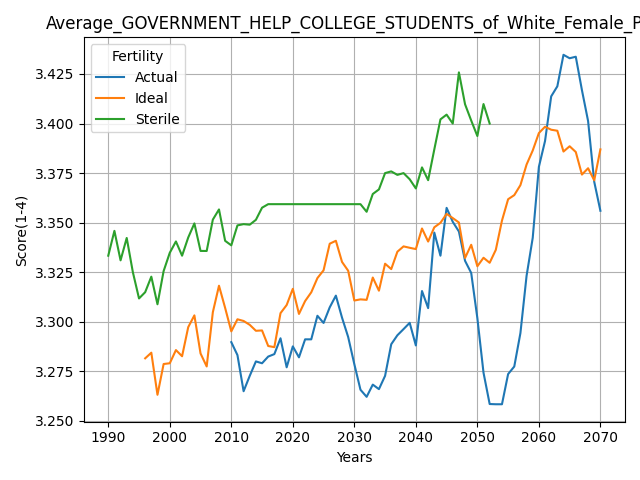 Average_GOVERNMENT_HELP_COLLEGE_STUDENTS_of_White_Female_P
Fertility
Actual
Ideal
Sterile
Score(1-4)
3.425
3.400
3.375
3.350
3.325
3.300
3.275
3.250
1990 2000 2010 2020 2030 2040 2050 2060 2070
Years